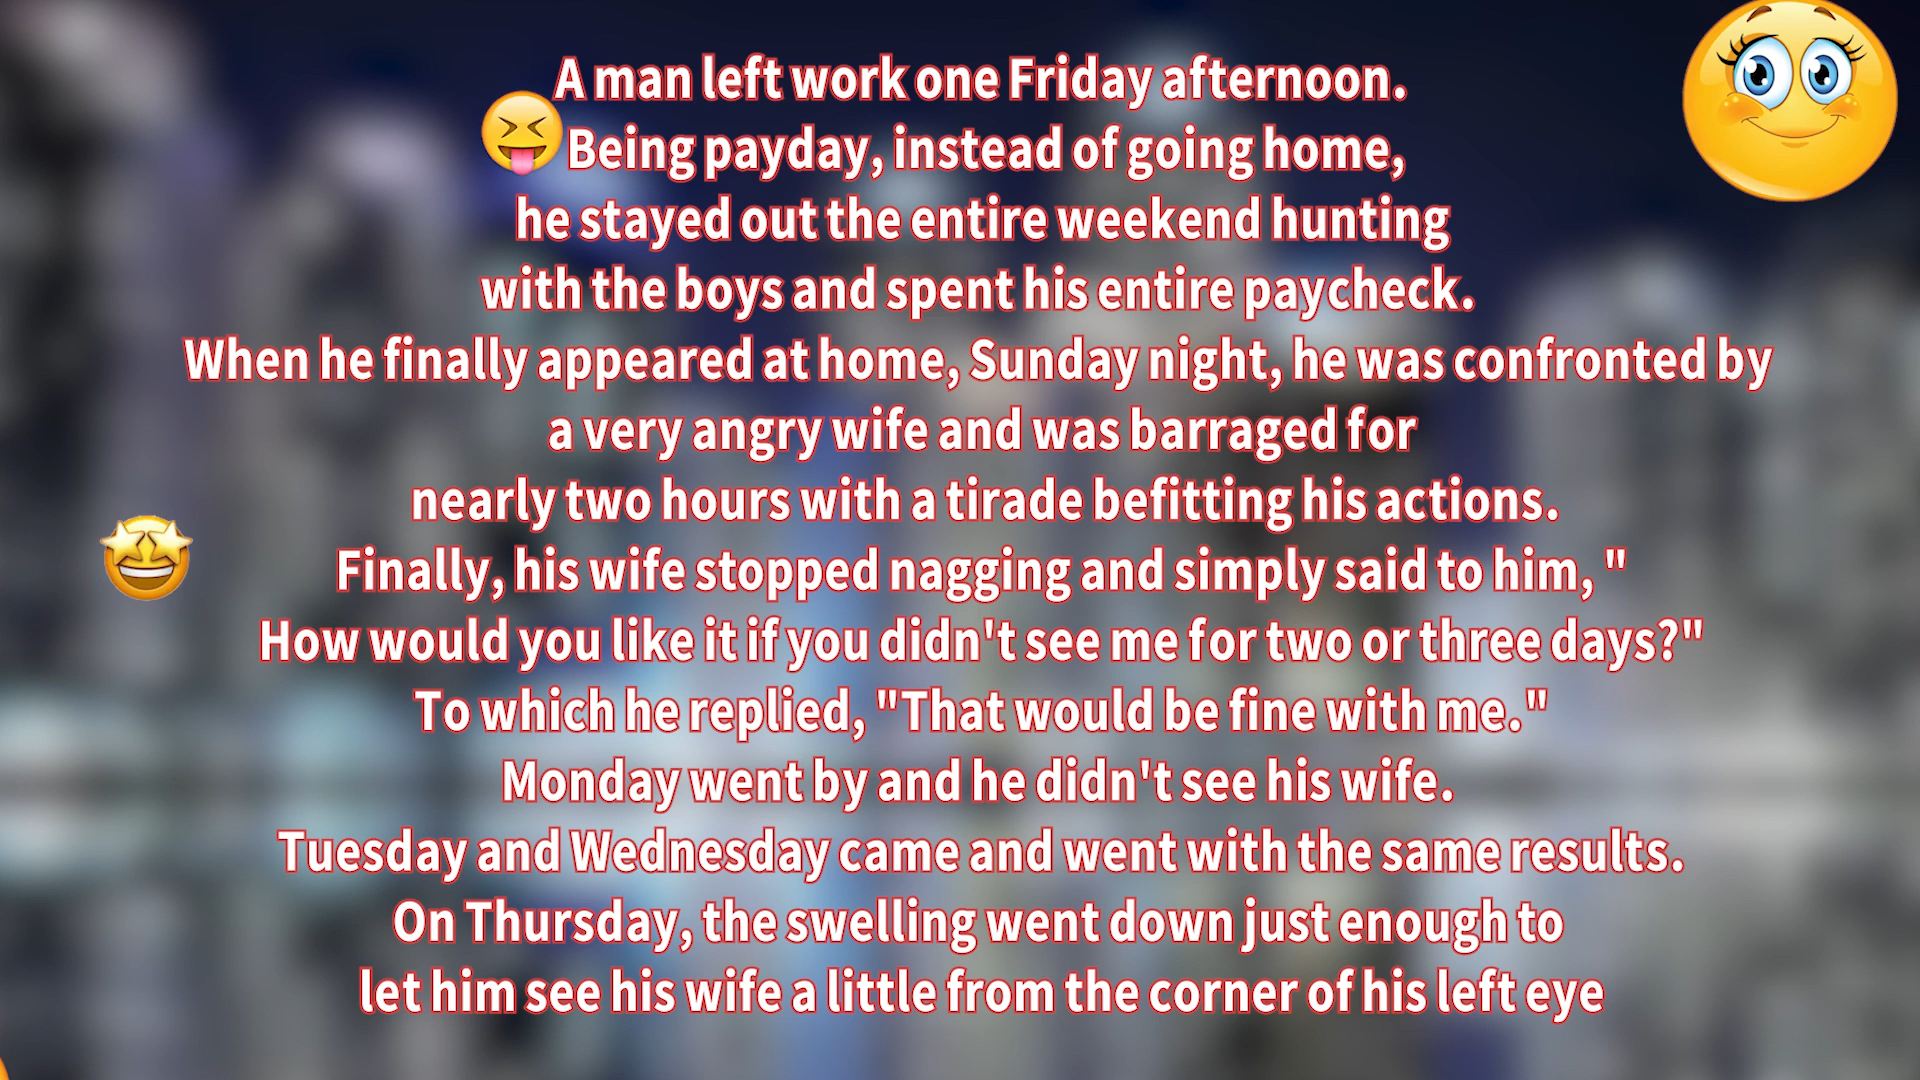 A man left work one Friday afternoon.
Being payday, instead of going home,
he stayed out the entire weekend hunting
with the boys and spent his entire paycheck.
When he finally appeared at home, Sunday night, he was confronted by
a very angry wife and was barraged for
nearly two hours with a tirade befitting his actions.
Finally, his wife stopped nagging and simply said to him, "
How would you like it if you didn't see me for two or three days?"
To which he replied, "That would be fine with me."
Monday went by and he didn't see his wife.
Tuesday and Wednesday came and went with the same results.
On Thursday, the swelling went down just enough to
let him see his wife a little from the corner of his left eye